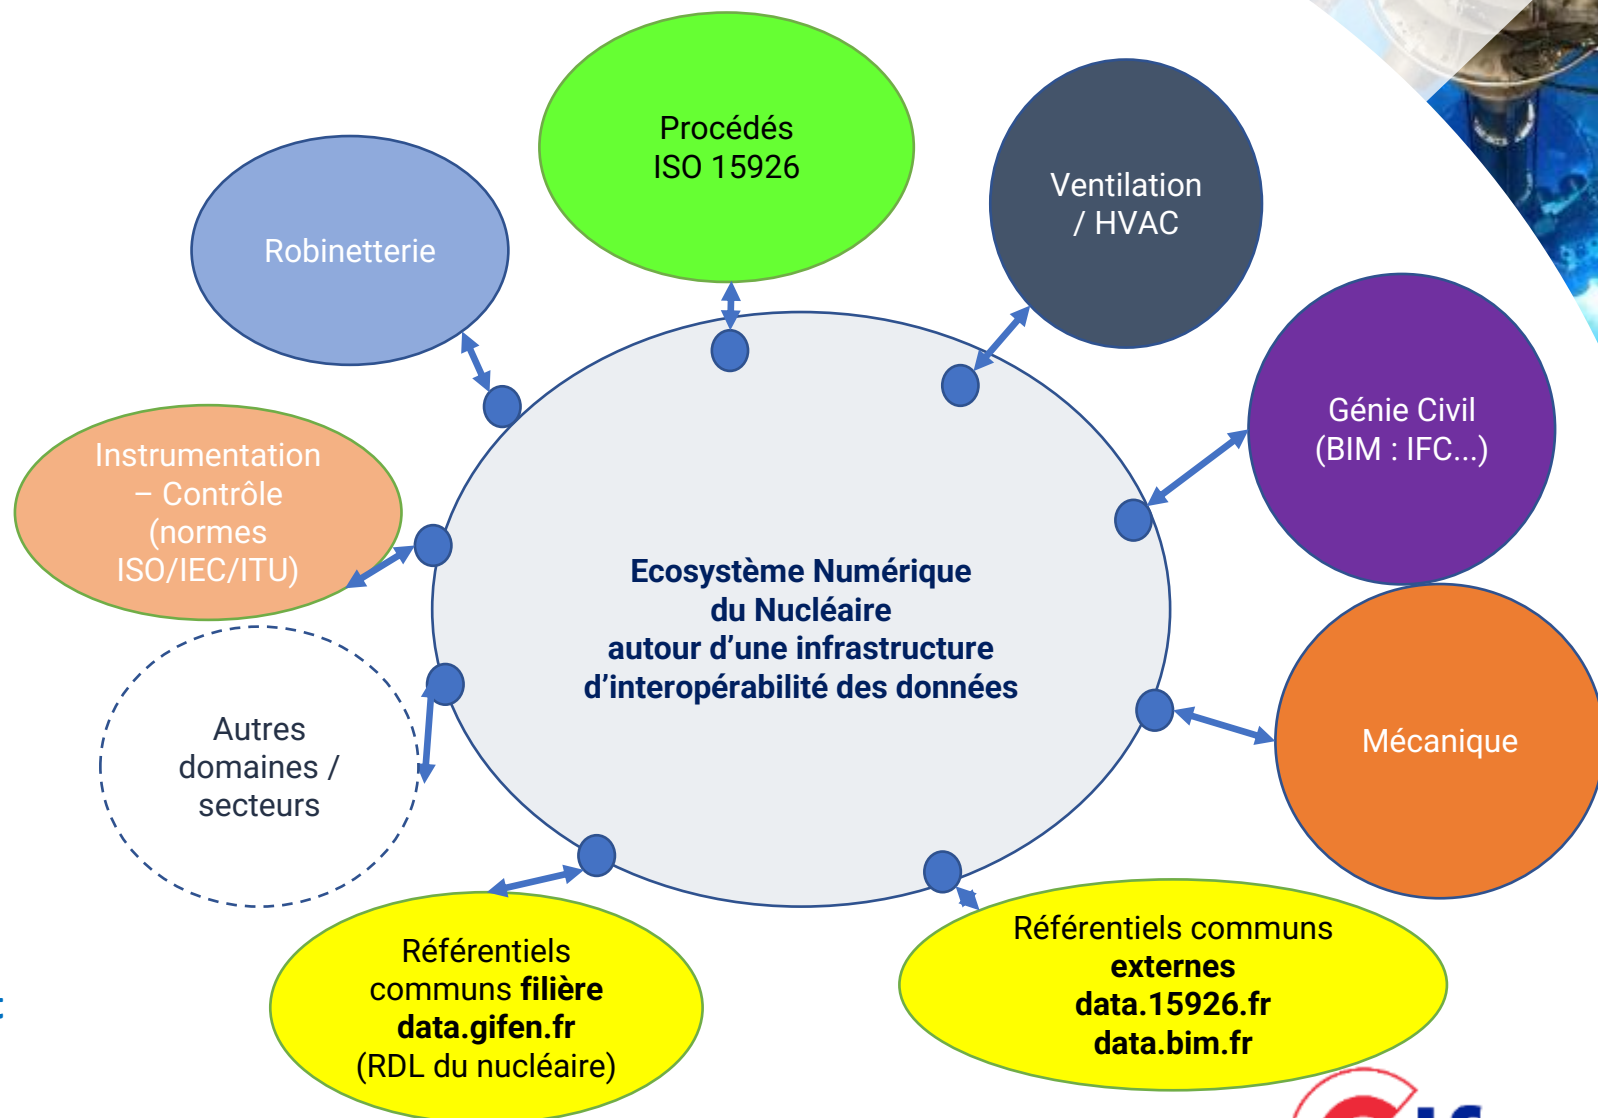 Procédés
ISO 15926
Ventilation
/ HVAC
Robinetterie
Génie Civil
(BIM : IFC...)
Instrumentation
– Contrôle
(normes
ISO/IEC/ITU)
Ecosystème Numérique
du Nucléaire
autour d’une infrastructure
d’interopérabilité des données
Autres
domaines /
secteurs
Mécanique
Référentiels
communs filière
data.gifen.fr
(RDL du nucléaire)
Référentiels communs
externes
data.15926.fr
data.bim.fr